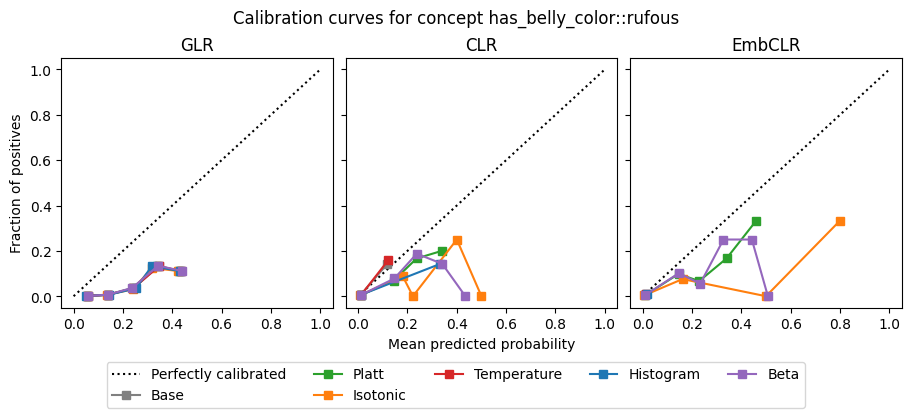 Calibration curves for concept has_belly_color::rufous
GLR
CLR
EmbCLR
1.0
0.8
0.6
0.4
0.2
0.0
Fraction of positives
0.0 0.2 0.4 0.6 0.8 1.0
0.0 0.2 0.4 0.6 0.8 1.0
0.0 0.2 0.4 0.6 0.8 1.0
Mean predicted probability
Perfectly calibrated Platt Temperature Histogram Beta
Base Isotonic